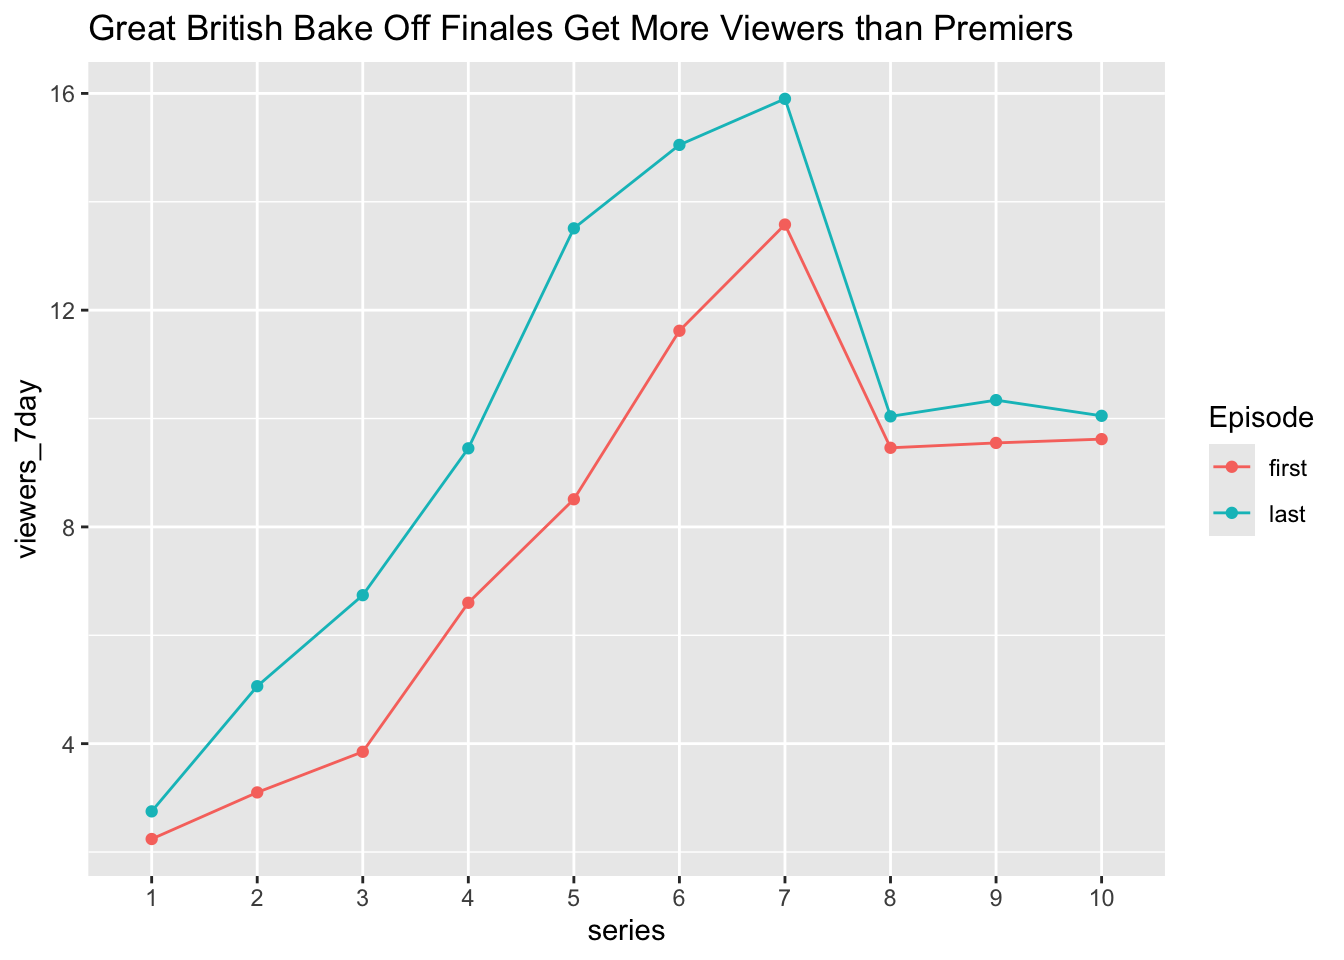 Great British Bake Off Finales Get More Viewers than Premiers
16
12
8
4
viewers_7day
1 2 3 4 5 6 7 8 9 10
series
Episode
first
last